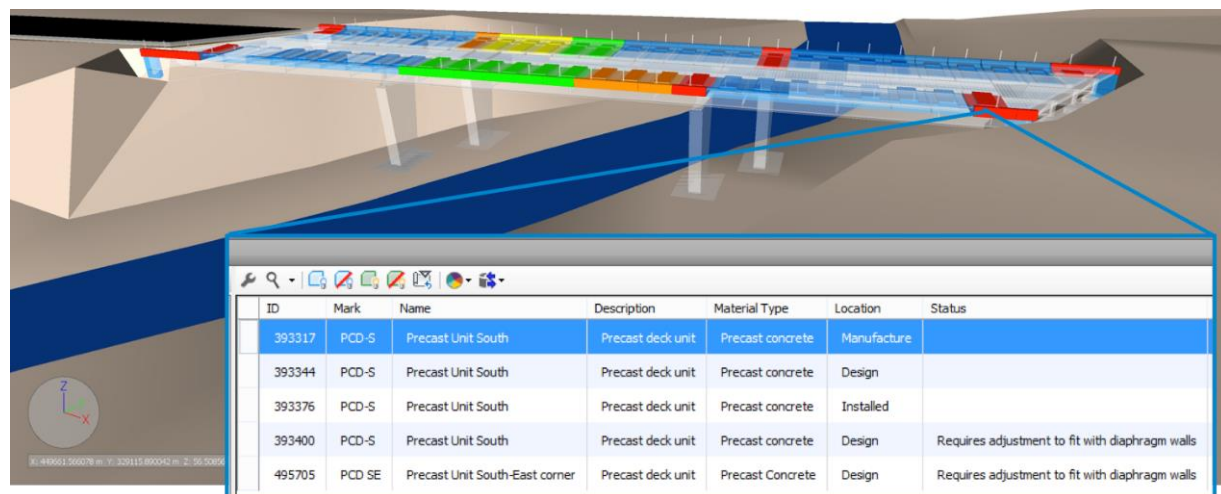 ID Mark Name Description Material Type Location Status
393317 PCD-S Precast Unit South Precast deck unit Precast concrete Manufacture
393344 PCD-S Precast Unit South Precast deck unit Precast concrete Design
393376 PCD-S Precast Unit South Precast deck unit Precast concrete Installed
393400 PCD-S Precast Unit South Precast deck unit Precast concrete Design Requires adjustment to fit with diaphragm walls
495705 PCD SE Precast Unit South-East corner Precast deck unit Precast Concrete Design Requires adjustment to fit with diaphragm walls
Z
X